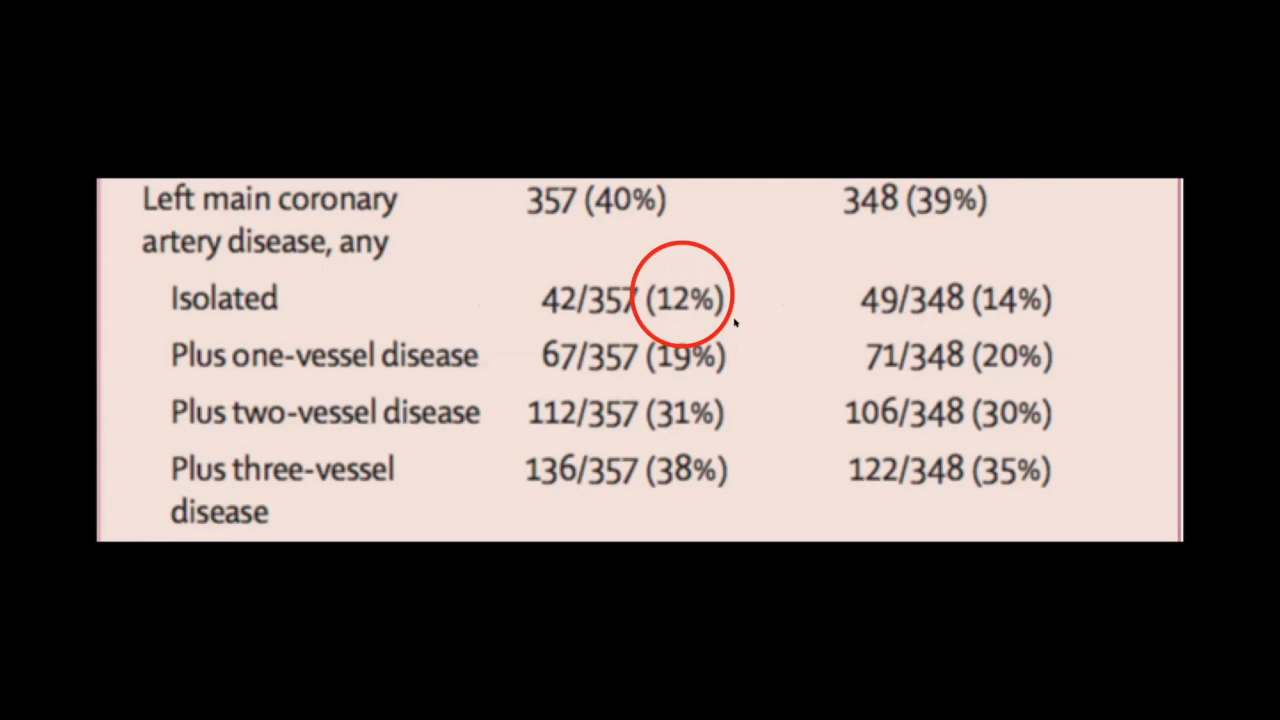 Left main coronary 357 (40%) 348 (39%)
artery disease, any
Isolated 42/357 (12%) 49/348 (14%)
Plus one-vessel disease 67/357 (19%) 71/348 (20%)
Plus two-vessel disease 112/357 (31%) 106/348 (30%)
Plus three-vessel 136/357 (38%) 122/348 (35%)
disease